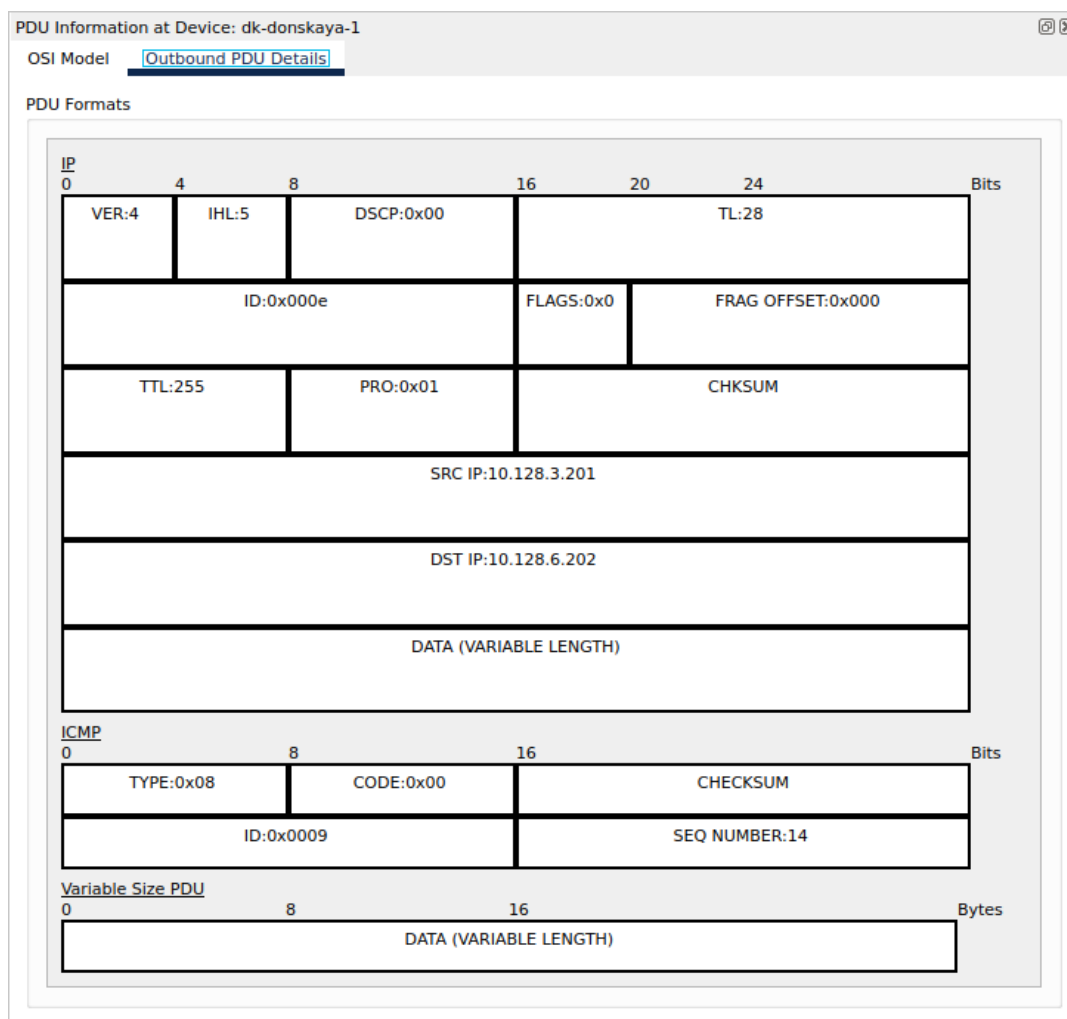 PDU Information at Device: dk-donskaya-1
OSI Model Outbound PDU Details
PDU Formats
IP
0 4 8 16 20 24 Bits
VER:4 IHL:5 DSCP:0x00 TL:28
ID:0x000e FLAGS:0x0 FRAG OFFSET:0x000
TTL:255 PRO:0x01 CHKSUM
SRC IP:10.128.3.201
DST IP:10.128.6.202
DATA (VARIABLE LENGTH)
ICMP
0 8 16 Bits
TYPE:0x08 CODE:0x00 CHECKSUM
ID:0x0009 SEQ NUMBER:14
Variable Size PDU
0 8 16 Bytes
DATA (VARIABLE LENGTH)